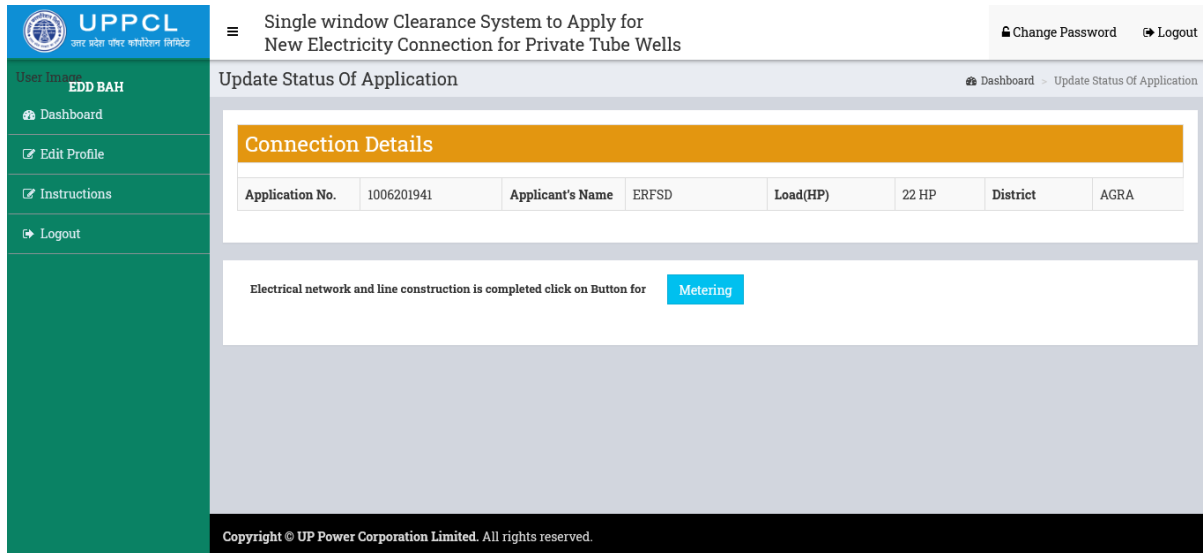 UPPCL
उत्तर प्रदेश पॉवर कॉर्पोरेशन लिमिटेड
Single window Clearance System to Apply for
New Electricity Connection for Private Tube Wells
Change Password
Logout
User Image
EDD BAH
Dashboard
Edit Profile
Instructions
Logout
Update Status Of Application
Dashboard > Update Status Of Application
Connection Details
Application No. 1006201941 Applicant's Name ERFSD Load(HP) 22 HP District AGRA
Electrical network and line construction is completed click on Button for Metering
Copyright © UP Power Corporation Limited. All rights reserved.